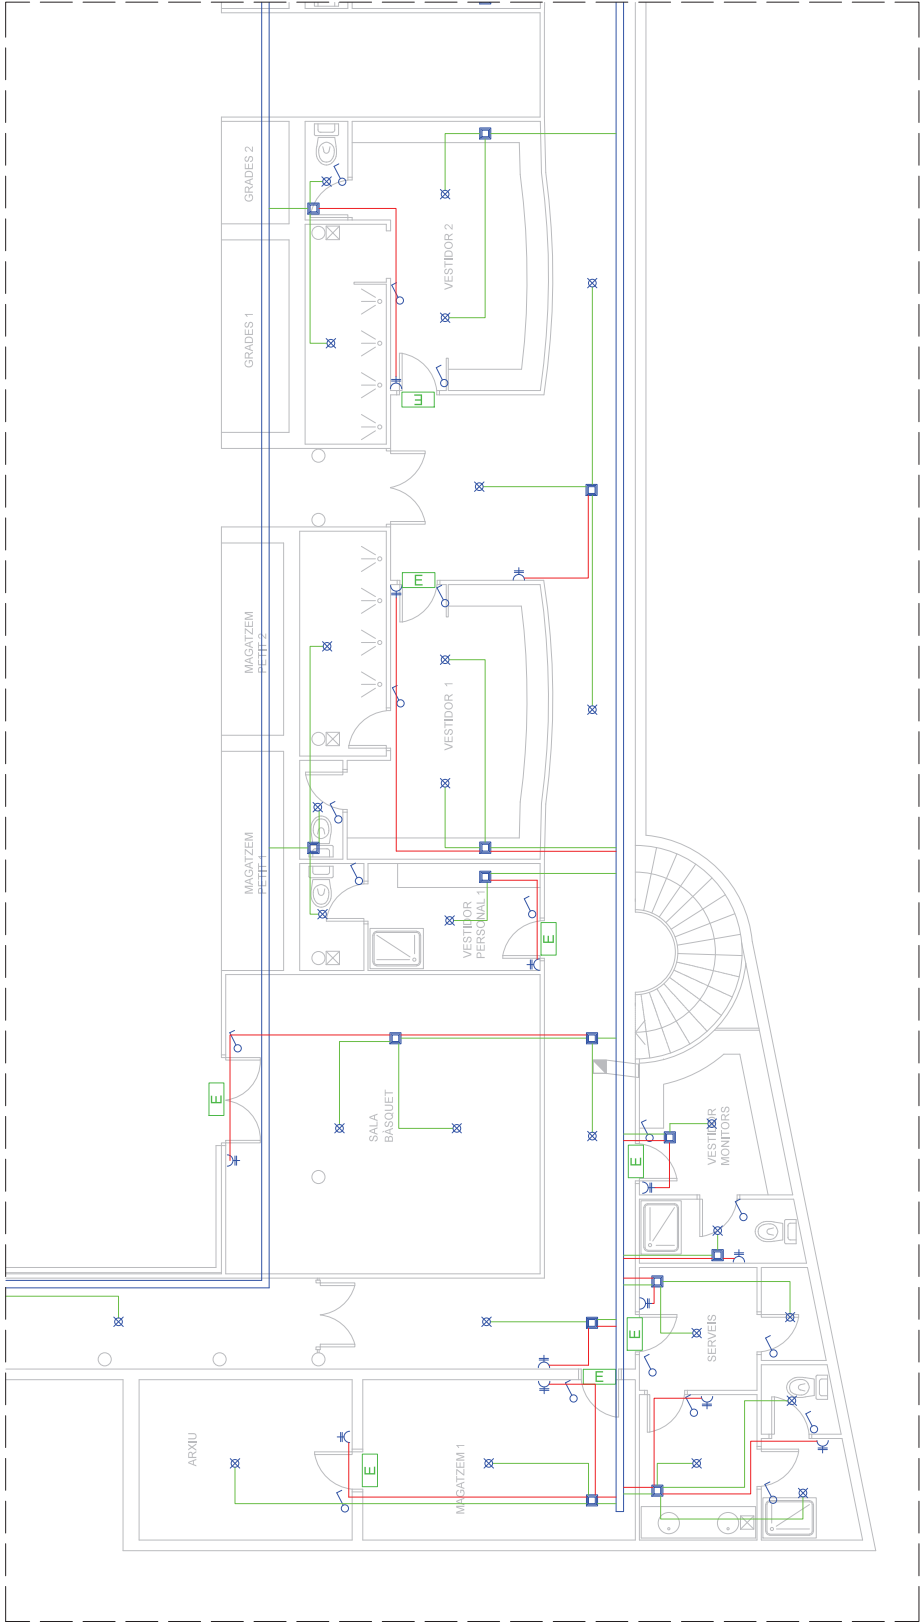 GRADES 2
GRADES 1
VESTIDOR 2
E
E
MAGATZEM
PETIT 2
VESTIDOR 1
MAGATZEM
PETIT 1
VESTIDOR
PERSONAL 1
E
E
SALA
BÀSQUET
VESTIDOR
MONITORS
E
SERVEIS
E
E
ARXIU
MAGATZEM 1
E